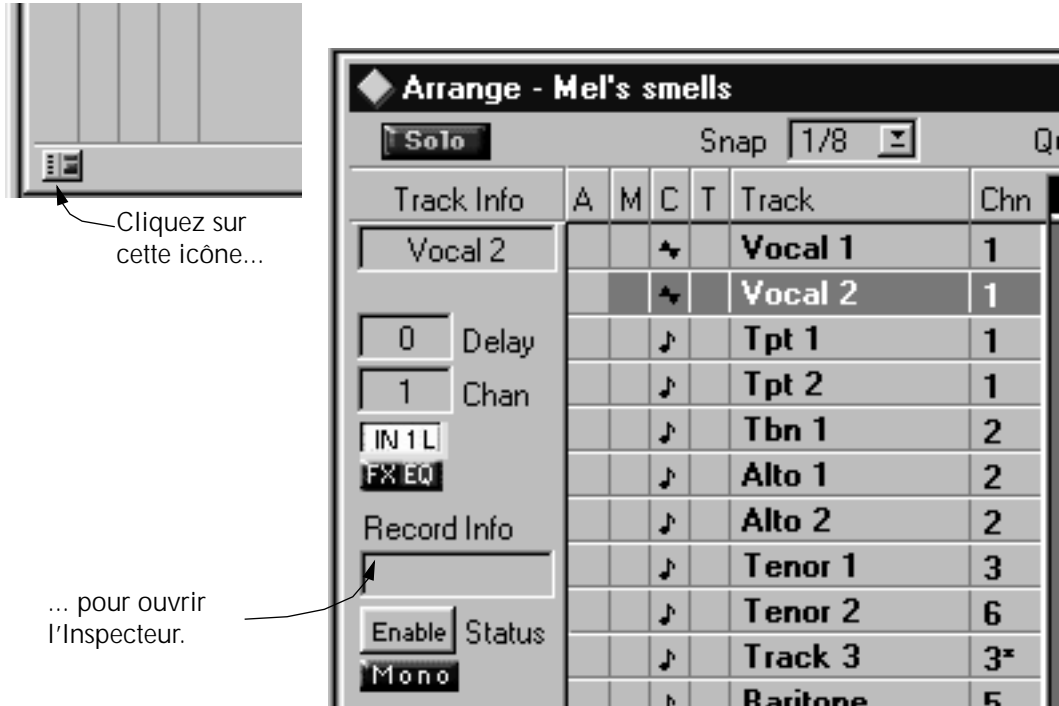 Cliquez sur
cette icône...
Arrange - Mel's smells
Solo
Snap 1/8
Track Info A M C T Track Chn
Vocal 2
0 Delay
1 Chan
IN 1 L
FX EQ
Record Info
Enable Status
Mono
Vocal 1 1
Vocal 2 1
Tpt 1 1
Tpt 2 1
Tbn 1 2
Alto 1 2
Alto 2 2
Tenor 1 3
Tenor 2 6
Track 3 3*
Baritone 5
... pour ouvrir
l'Inspecteur.